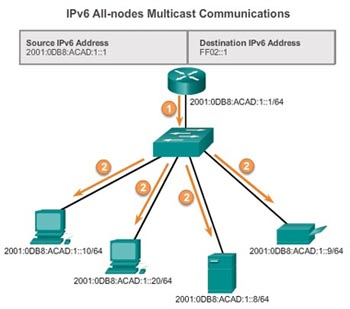 IPv6 All-nodes Multicast Communications
Source IPv6 Address
2001:0DB8:ACAD:1::1
Destination IPv6 Address
FF02::1
2001:0DB8:ACAD:1::1/64
1
2
2
2
2
2001:0DB8:ACAD:1::10/64
2001:0DB8:ACAD:1::20/64
2001:0DB8:ACAD:1::8/64
2001:0DB8:ACAD:1::9/64